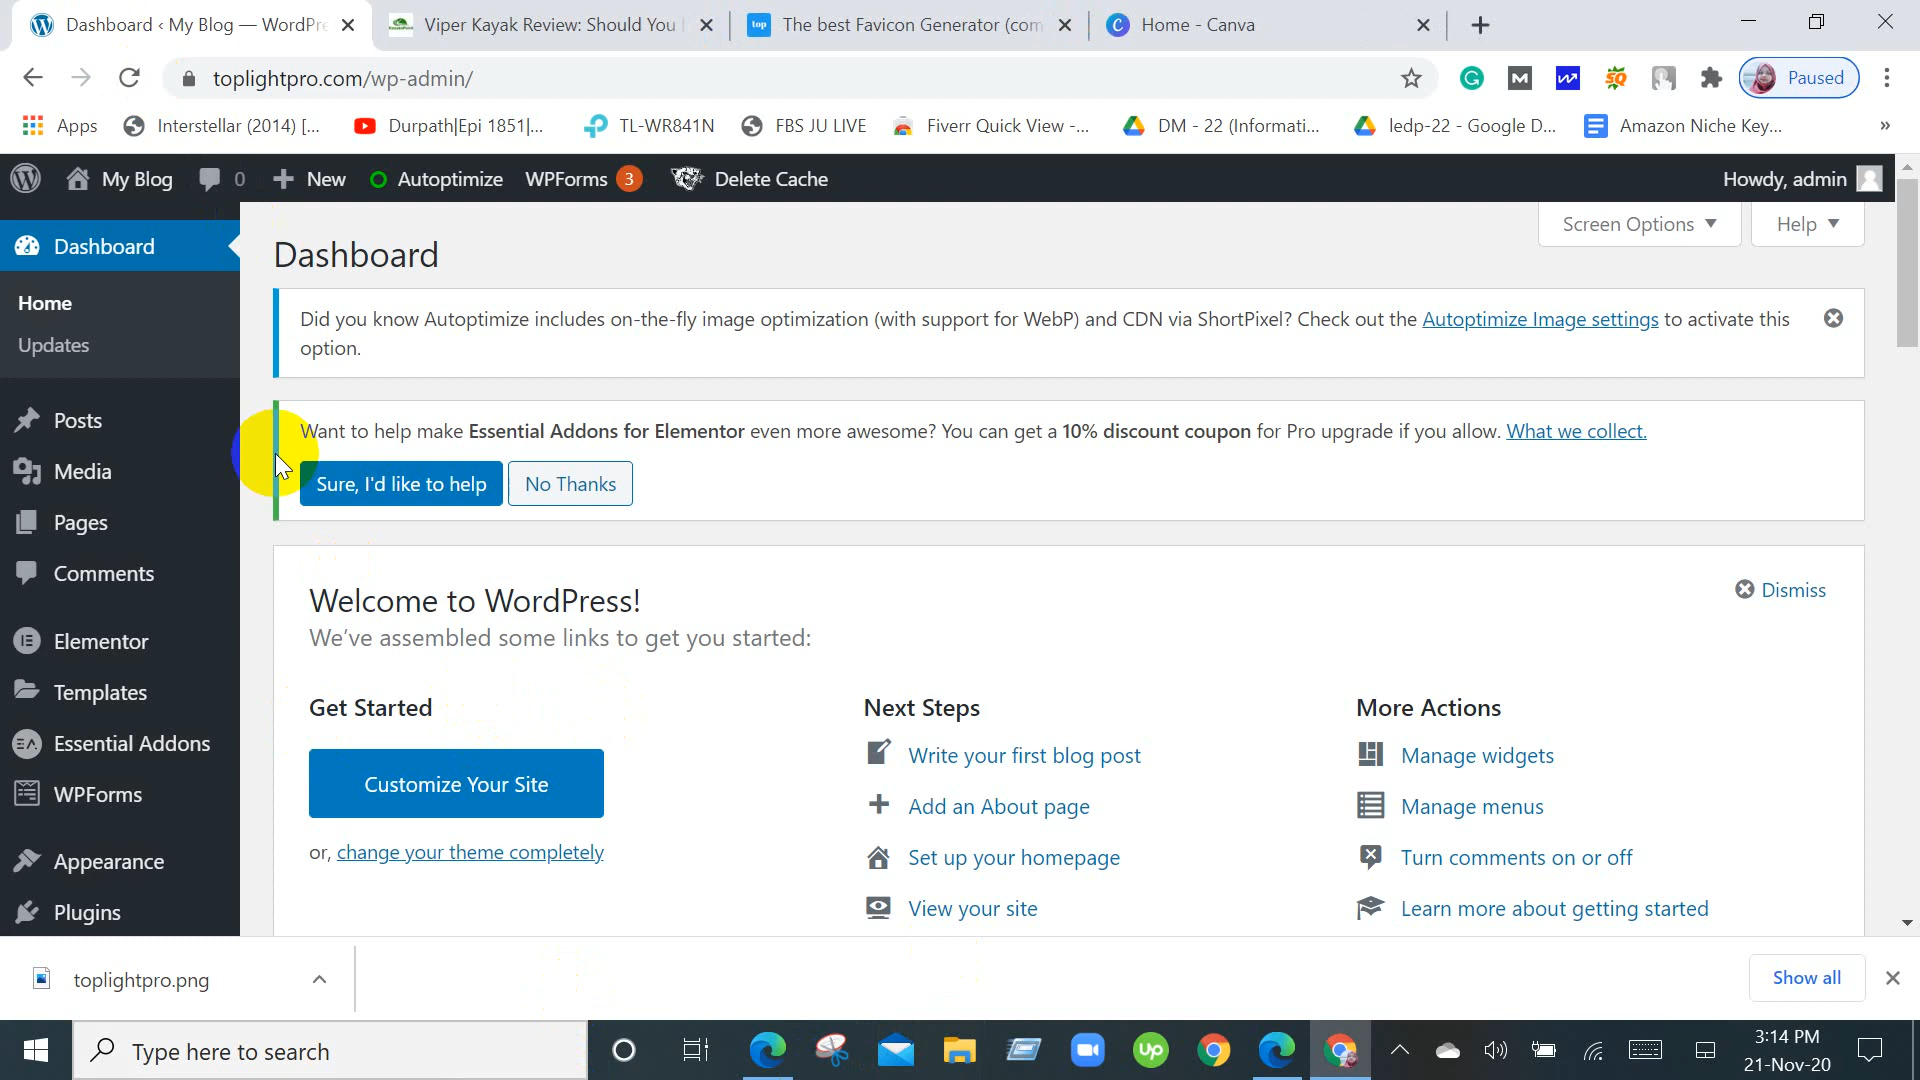 Dashboard ‹ My Blog — WordPre
Viper Kayak Review: Should You
top
The best Favicon Generator (com
C
Home - Canva
toplightpro.com/wp-admin/
Paused
Apps
Interstellar (2014) [...
Durpath|Epi 1851|...
TL-WR841N
FBS JU LIVE
Fiverr Quick View -...
DM - 22 (Informati...
ledp-22 - Google D...
Amazon Niche Key...
»
My Blog
0
New
Autoptimize
WPForms 3
Delete Cache
Howdy, admin
Dashboard
Home
Updates
Posts
Media
Pages
Comments
Elementor
Templates
Essential Addons
WPForms
Appearance
Plugins
Screen Options
Help
Dashboard
Did you know Autoptimize includes on-the-fly image optimization (with support for WebP) and CDN via ShortPixel? Check out the Autoptimize Image settings to activate this
option.
Want to help make Essential Addons for Elementor even more awesome? You can get a 10% discount coupon for Pro upgrade if you allow. What we collect.
Sure, I'd like to help
No Thanks
Welcome to WordPress!
Dismiss
We've assembled some links to get you started:
Get Started
Customize Your Site
or, change your theme completely
Next Steps
Write your first blog post
Add an About page
Set up your homepage
View your site
More Actions
Manage widgets
Manage menus
Turn comments on or off
Learn more about getting started
toplightpro.png
Show all
Type here to search
up
3:14 PM
21-Nov-20